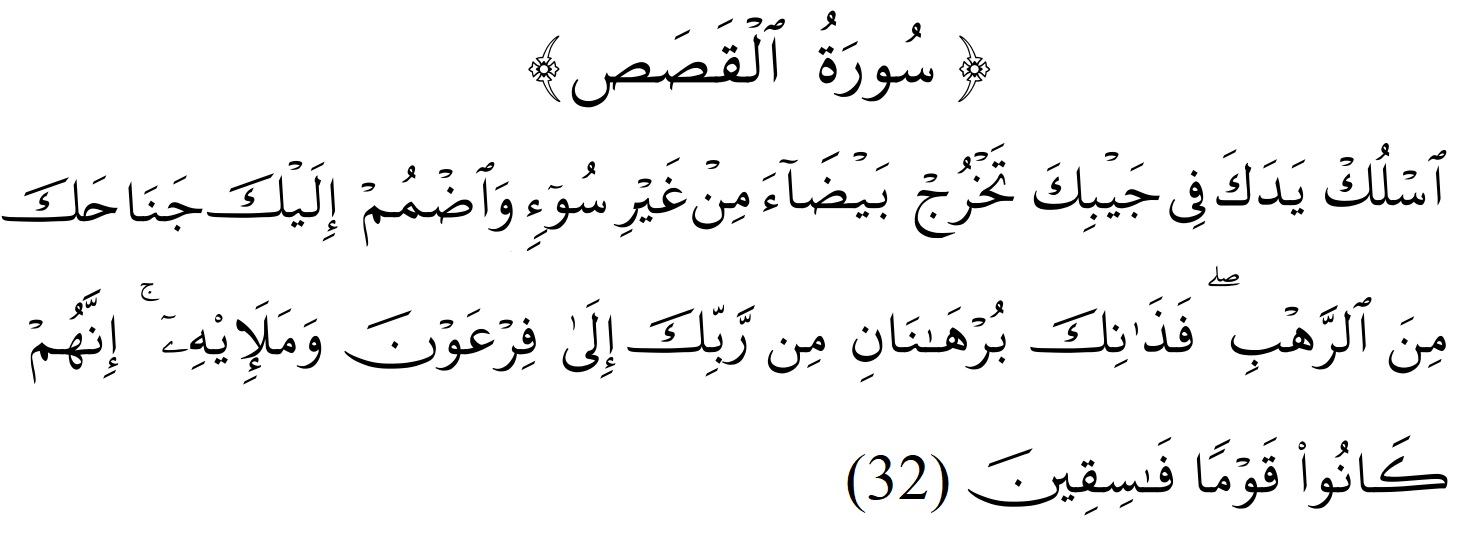 ﴿ سُورَةُ ٱلْقَصَص ﴾
ٱسْلُكْ يَدَكَ فِى جَيْبِكَ تَخْرُجْ بَيْضَآءَ مِنْ غَيْرِ سُوٓءٍ وَٱضْمُمْ إِلَيْكَ جَنَاحَكَ
مِنَ ٱلرَّهْبِ ۖ فَذَٰنِكَ بُرْهَـٰنَانِ مِن رَّبِّكَ إِلَىٰ فِرْعَوْنَ وَمَلَإِيْهِۦٓ ۚ إِنَّهُمْ
كَانُوا۟ قَوْمًا فَـٰسِقِينَ (32)